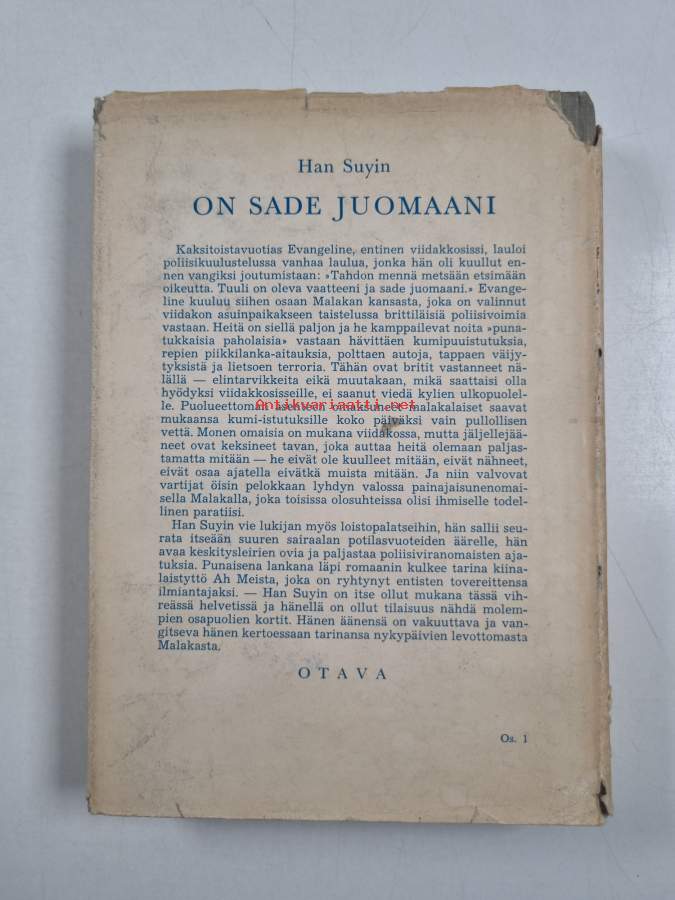 Han Suyin
ON SADE JUOMAANI
Kaksitoistavuotias Evangeline, entinen viidakkosissi, lauloi
poliisikuulustelussa vanhaa laulua, jonka hän oli kuullut en-
nen vangiksi joutumistaan: »Tahdon mennä metsään etsimään
oikeutta. Tuuli on oleva vaatteeni ja sade juomaani.» Evange-
line kuuluu siihen osaan Malakan kansasta, joka on valinnut
viidakon asuinpaikakseen taistelussa brittiläisiä poliisivoimia
vastaan. Heitä on siellä paljon ja he kamppailevat noita »puna-
tukkaisia paholaisia» vastaan hävittäen kumipuuistutuksia,
repien piikkilanka-aitauksia, polttaen autoja, tappaen väijy-
tyksistä ja lietsoen terroria. Tähän ovat britit vastanneet näl-
lällä — elintarvikkeita eikä muutakaan, mikä saattaisi olla
hyödyksi viidakkosisseille, ei saanut viedä kylien ulkopuolel-
le. Puolueettoman asenteen omaksuneet malakalaiset saavat
Antikvariaatti.net
mukaansa kumi-istutuksille koko päiväksi vain pullollisen
vettä. Monen omaisia on mukana viidakossa, mutta jäljellejää-
neet ovat keksineet tavan, joka auttaa heitä olemaan paljas-
tamatta mitään — he eivät ole kuulleet mitään, eivät nähneet,
eivät osaa ajatella eivätkä muista mitään. Ja niin valvovat
vartijat öisin pelokkaan lyhdyn valossa painajaisunenomai-
sella Malakalla, joka toisissa olosuhteissa olisi ihmiselle todel-
linen paratiisi.
Han Suyin vie lukijan myös loistopalatseihin, hän sallii seu-
rata itseään suuren sairaalan potilasvuoteiden äärelle, hän
avaa keskitysleirien ovia ja paljastaa poliisiviranomaisten aja-
tuksia. Punaisena lankana läpi romaanin kulkee tarina kiina-
laistyttö Ah Meista, joka on ryhtynyt entisten tovereittensa
ilmiantajaksi. — Han Suyin on itse ollut mukana tässä vih-
reässä helvetissä ja hänellä on ollut tilaisuus nähdä molem-
pien osapuolien kortit. Hänen äänensä on vakuuttava ja van-
gitseva hänen kertoessaan tarinansa nykypäivien levottomasta
Malakasta.
OTAVA
Os. 1